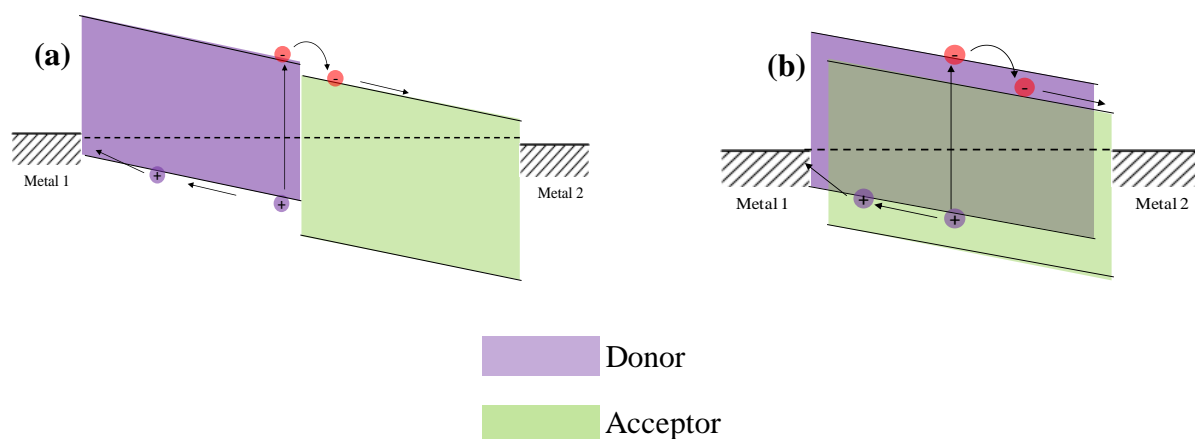 (a)
-
-
+
+
Metal 1
Metal 2
(b)
-
-
+
+
Metal 1
Metal 2
Donor
Acceptor